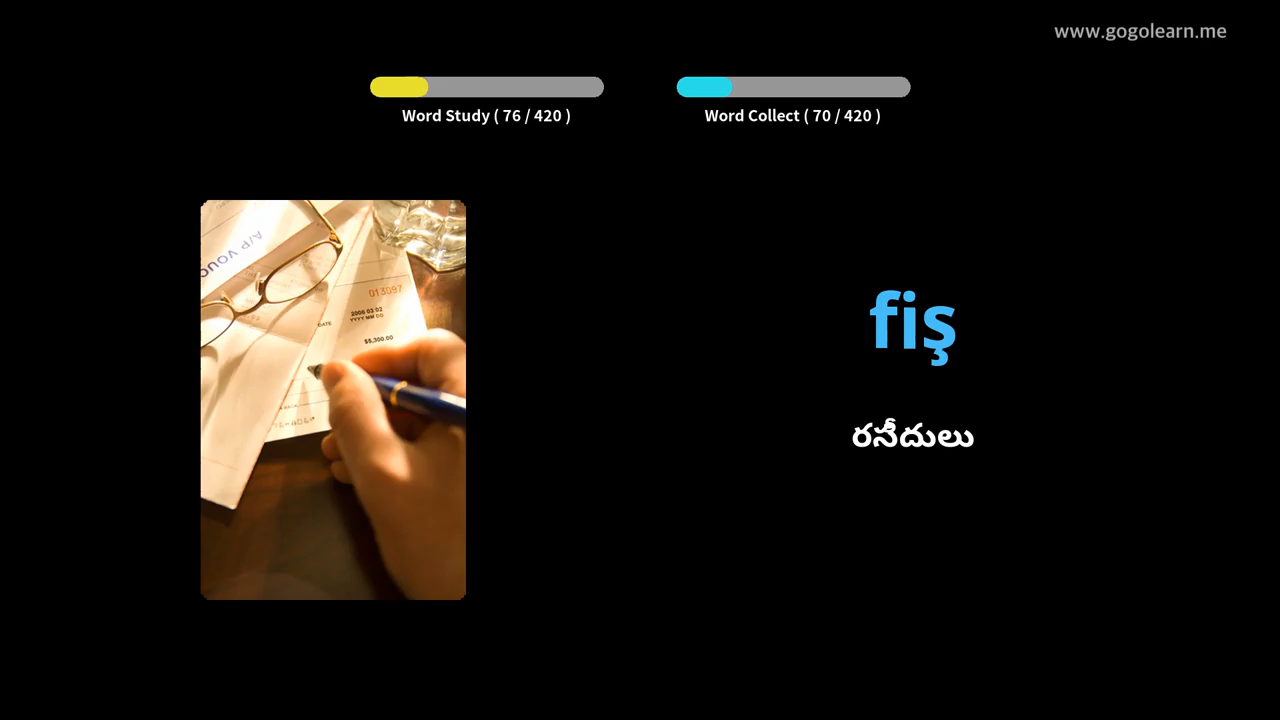 www.gogolearn.me
Word Study ( 76 / 420 )
Word Collect ( 70 / 420 )
A/P VOUC
013097
DATE
2006 03 02
YYYY MM DD
$5,300.00
fiş
రసీదులు